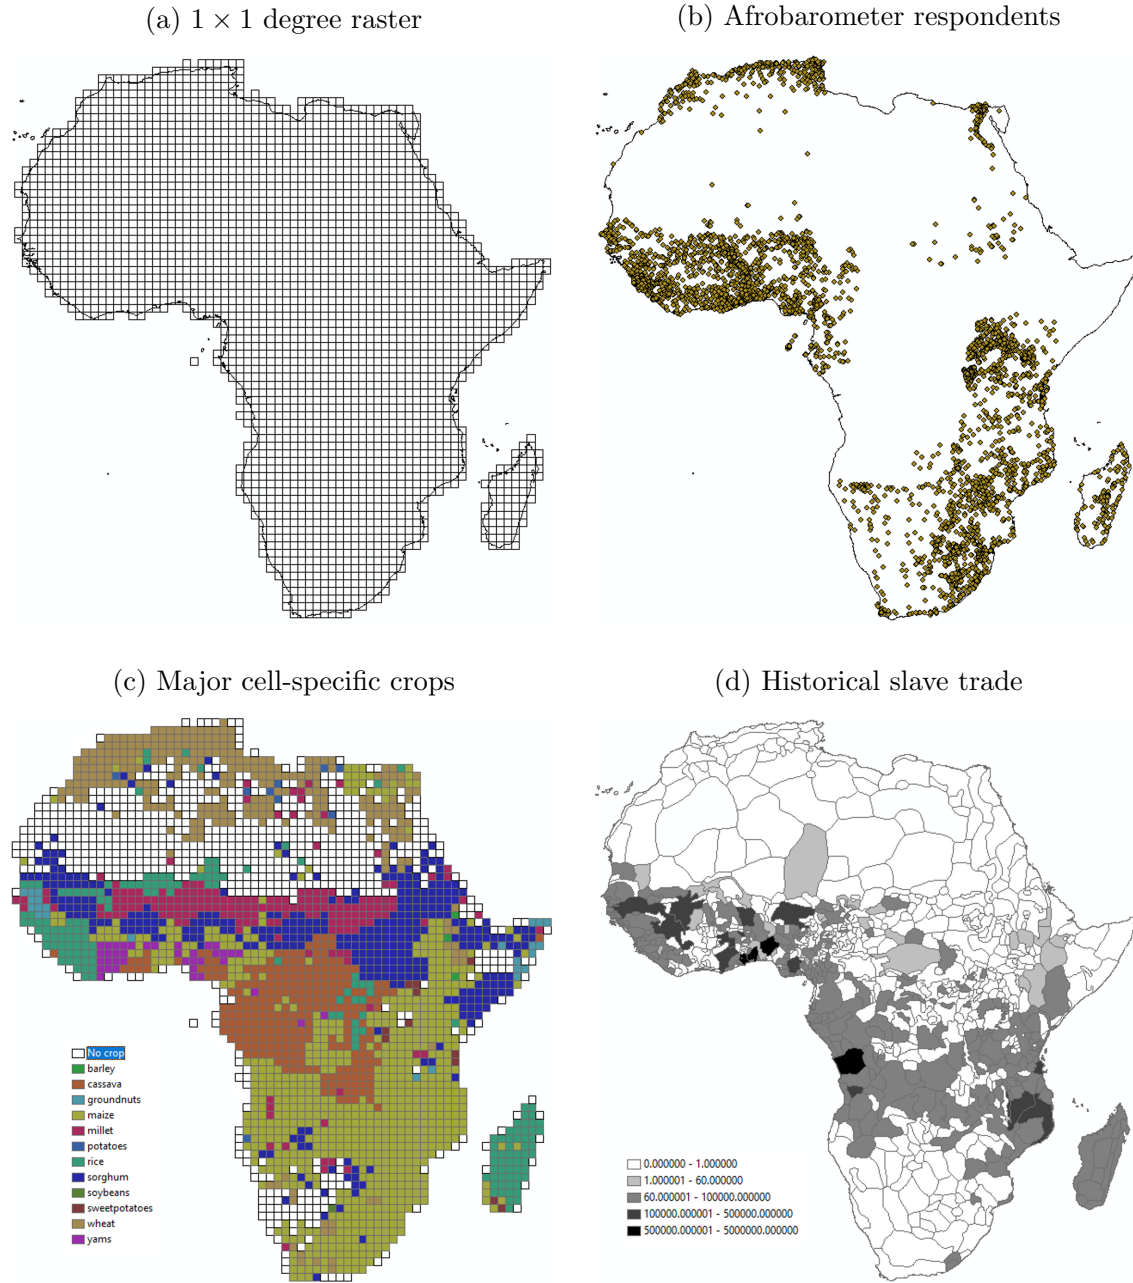 (a) 1 × 1 degree raster
(b) Afrobarometer respondents
(c) Major cell-specific crops
No crop
barley
cassava
groundnuts
maize
millet
potatoes
rice
sorghum
soybeans
sweetpotatoes
wheat
yams
(d) Historical slave trade
0.000000 - 1.000000
1.000001 - 60.000000
60.000001 - 100000.000000
100000.000001 - 500000.000000
500000.000001 - 5000000.000000